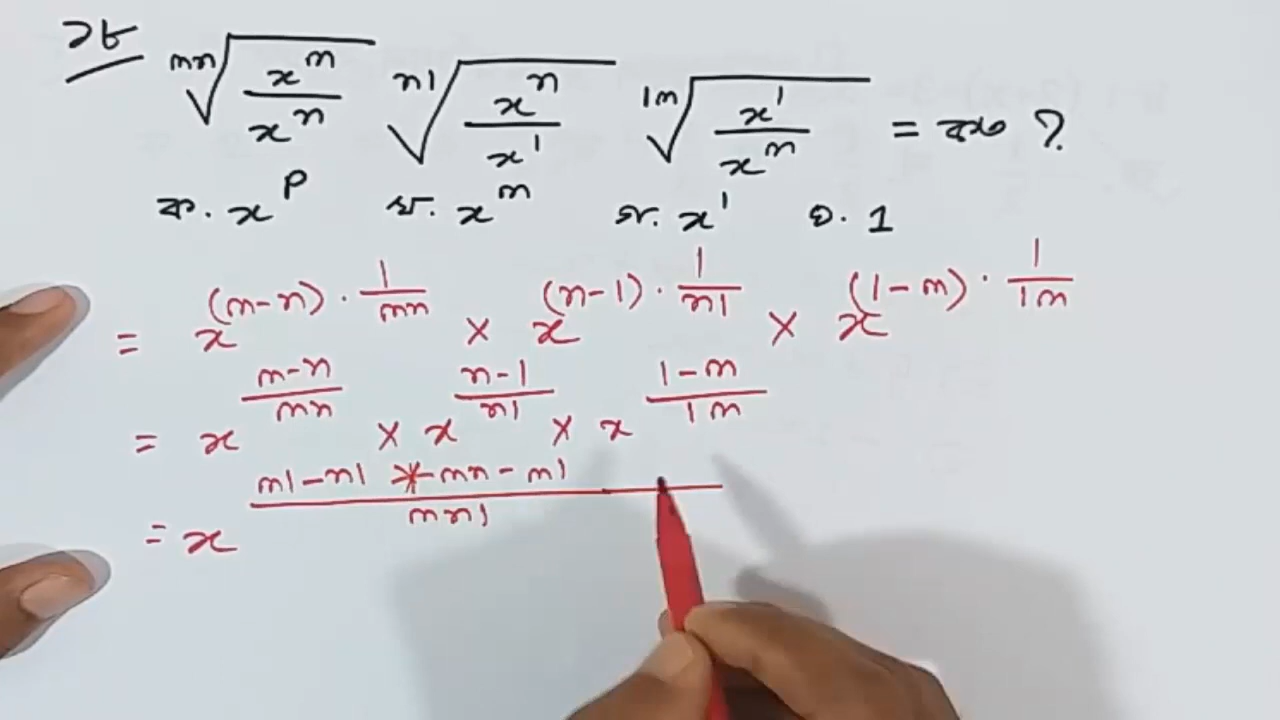 ১৮ ^{mn}√(x^m/x^n) ^{nl}√(x^n/x^l) ^{lm}√(x^l/x^m) = কত ?
ক. x^p খ. x^m গ. x^l ঘ. 1
= x^{(m-n)·1/mn} × x^{(n-l)·1/nl} × x^{(l-m)·1/lm}
= x^{(m-n)/mn} × x^{(n-l)/nl} × x^{(l-m)/lm}
= x^{(ml-nl+mn-ml)/mnl}